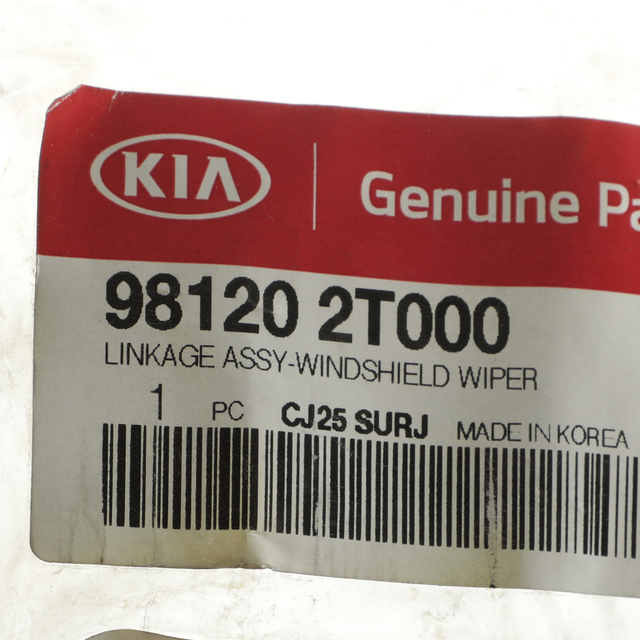 KIA Genuine Pa
98120 2T000
LINKAGE ASSY-WINDSHIELD WIPER
1 PC CJ25 SURJ MADE IN KOREA